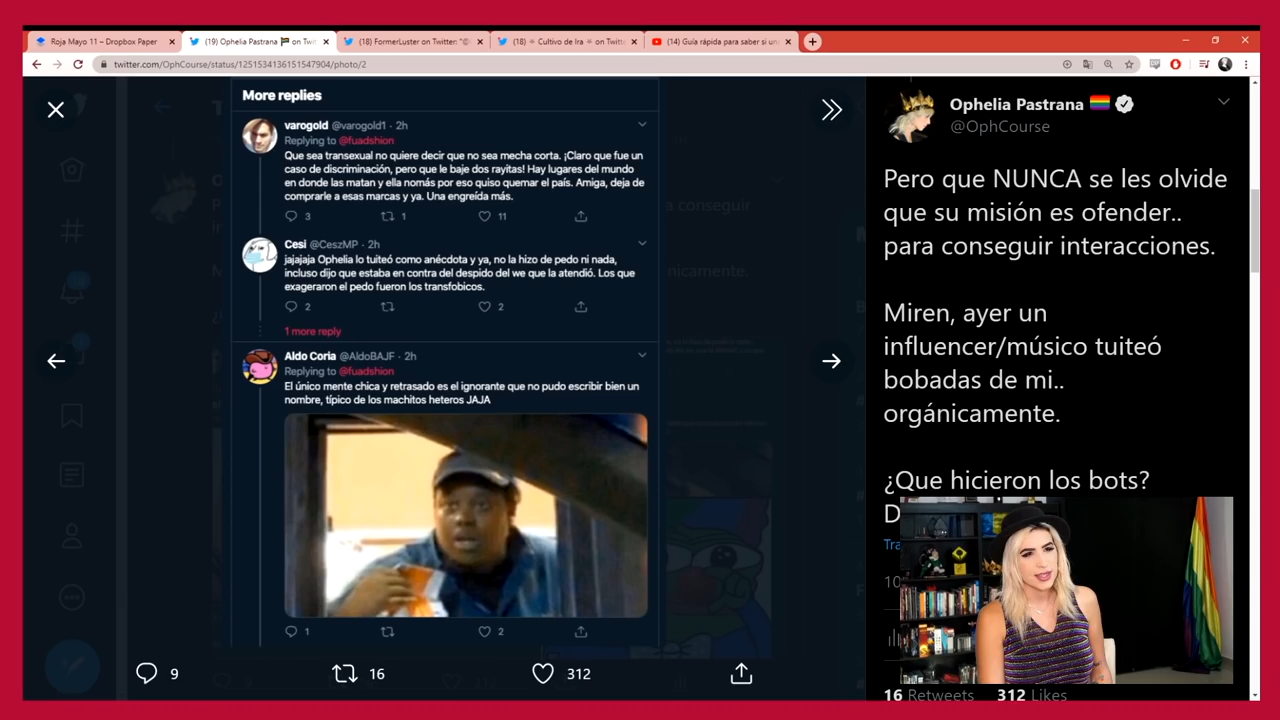 Roja Mayo 11 – Dropbox Paper
(19) Ophelia Pastrana 🏴 on Twi
(18) FormerLuster on Twitter: "@
(18) ☀ Cultivo de Ira ☀ on Twitt
(14) Guía rápida para saber si un
twitter.com/OphCourse/status/1251534136151547904/photo/2
More replies
varogold @varogold1 · 2h
Replying to @fuadshion
Que sea transexual no quiere decir que no sea mecha corta. ¡Claro que fue un
caso de discriminación, pero que le baje dos rayitas! Hay lugares del mundo
en donde las matan y ella nomás por eso quiso quemar el país. Amiga, deja de
comprarle a esas marcas y ya. Una engreída más.
3 1 11
Cesi @CeszMP · 2h
jajajaja Ophelia lo tuiteó como anécdota y ya, no la hizo de pedo ni nada,
incluso dijo que estaba en contra del despido del we que la atendió. Los que
exageraron el pedo fueron los transfobicos.
2 2
1 more reply
Aldo Coria @AldoBAJF · 2h
Replying to @fuadshion
El único mente chica y retrasado es el ignorante que no pudo escribir bien un
nombre, típico de los machitos heteros JAJA
1 2
9 16 312
Ophelia Pastrana 🏳️‍🌈
@OphCourse
Pero que NUNCA se les olvide
que su misión es ofender..
para conseguir interacciones.
Miren, ayer un
influencer/músico tuiteó
bobadas de mi..
orgánicamente.
¿Que hicieron los bots?
D
Tra
10
16 Retweets 312 Likes